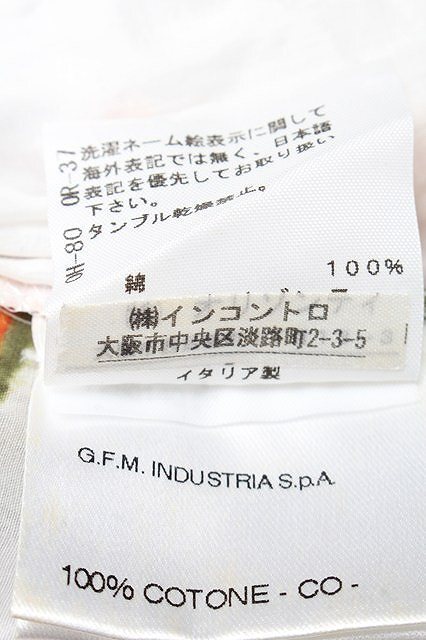 洗濯ネーム絵表示に関して
海外表記では無く、日本語
表記を優先してお取り扱い
下さい。
タンブル乾燥禁止。
HO-80 OR-37
綿 100%
㈱インコントロ
大阪市中央区淡路町2-3-5
イタリア製
G.F.M. INDUSTRIA S.p.A.
100% COTONE - CO -